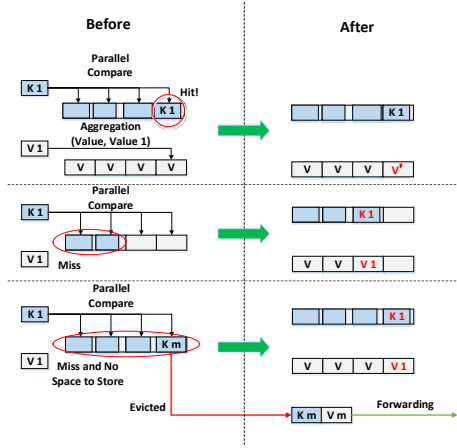 Before
After
Parallel
Compare
K 1
Hit!
K 1
K 1
Aggregation
(Value, Value 1)
V 1
V V V V
V V V V'
Parallel
Compare
K 1
K 1
V 1
Miss
V V V 1
Parallel
Compare
K 1
K m
K 1
V 1
Miss and No
Space to Store
V V V V 1
Evicted
K m V m
Forwarding